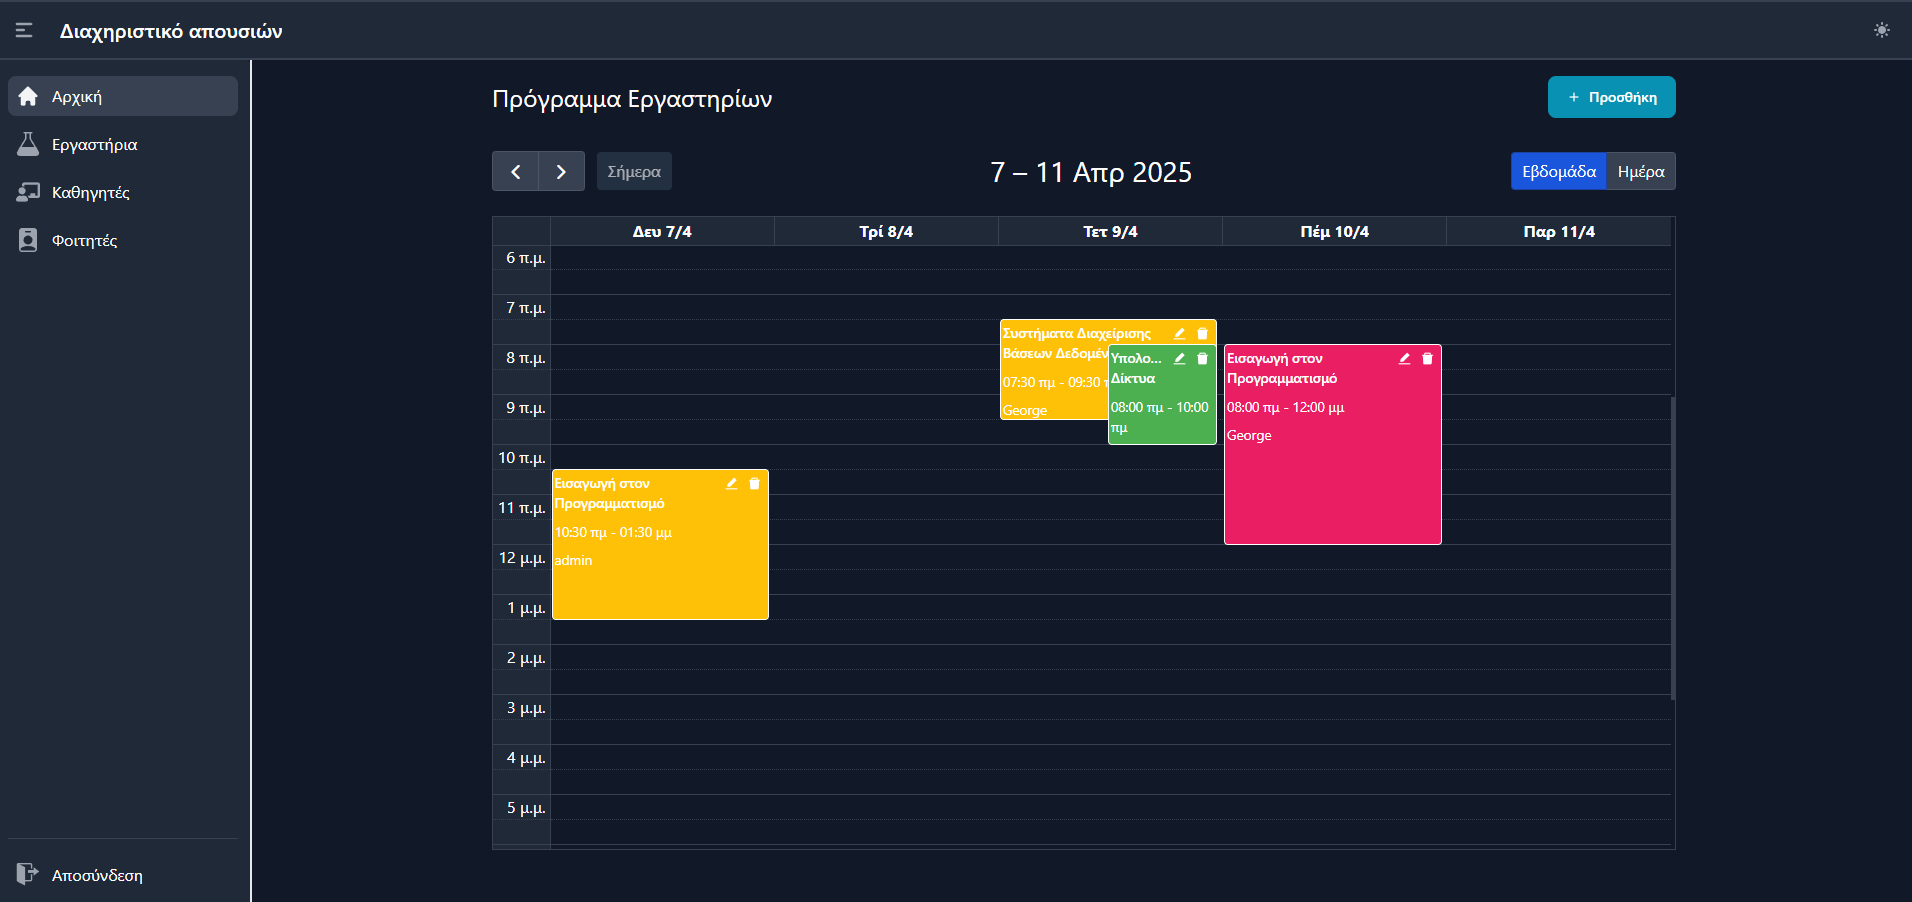 Διαχηριστικό απουσιών
Αρχική
Εργαστήρια
Καθηγητές
Φοιτητές
Αποσύνδεση
Πρόγραμμα Εργαστηρίων
+ Προσθήκη
Σήμερα
7 – 11 Απρ 2025
Εβδομάδα
Ημέρα
Δευ 7/4
Τρί 8/4
Τετ 9/4
Πέμ 10/4
Παρ 11/4
6 π.μ.
7 π.μ.
8 π.μ.
9 π.μ.
10 π.μ.
11 π.μ.
12 μ.μ.
1 μ.μ.
2 μ.μ.
3 μ.μ.
4 μ.μ.
5 μ.μ.
Εισαγωγή στον
Προγραμματισμό
10:30 πμ - 01:30 μμ
admin
Συστήματα Διαχείρισης
Βάσεων Δεδομέν
07:30 πμ - 09:30
George
Υπολο...
Δίκτυα
08:00 πμ - 10:00
πμ
Εισαγωγή στον
Προγραμματισμό
08:00 πμ - 12:00 μμ
George